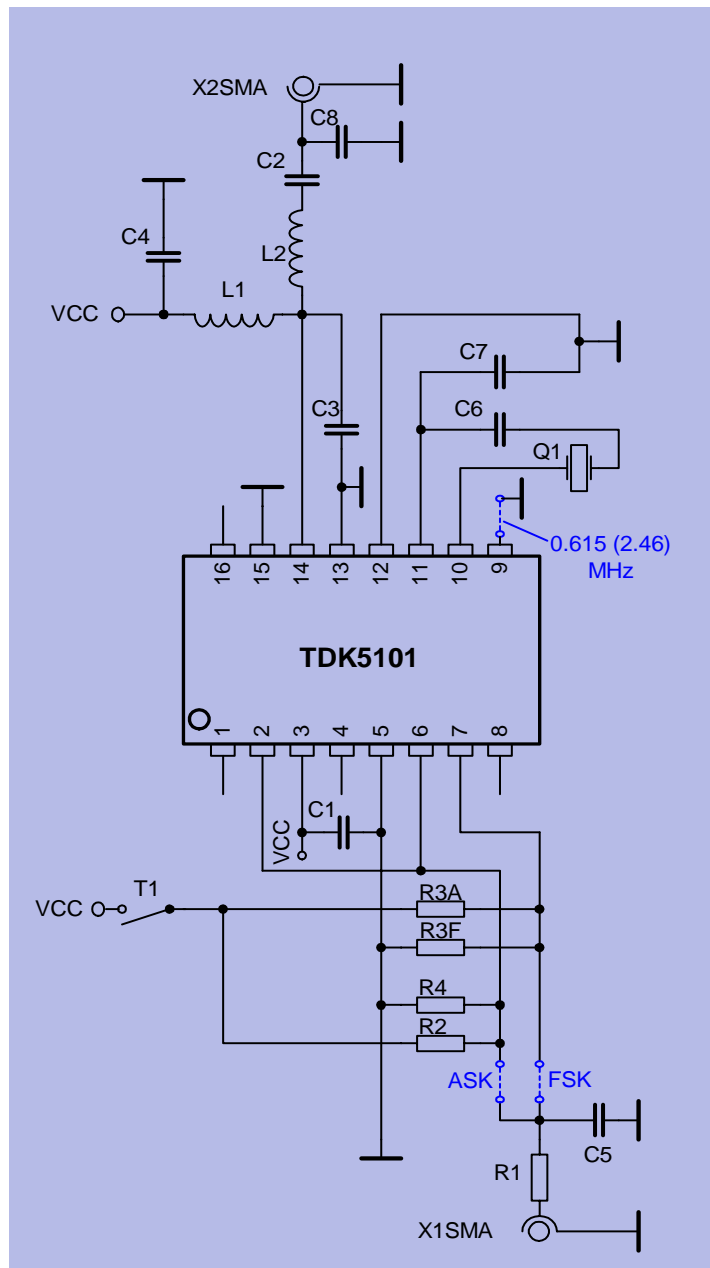 X2SMA
C8
C2
C4
L2
L1
VCC
C7
C3
C6
Q1
0.615 (2.46)
MHz
16 15 14 13 12 11 10 9
TDK5101
1 2 3 4 5 6 7 8
C1
VCC
T1
VCC
R3A
R3F
R4
R2
ASK
FSK
C5
R1
X1SMA